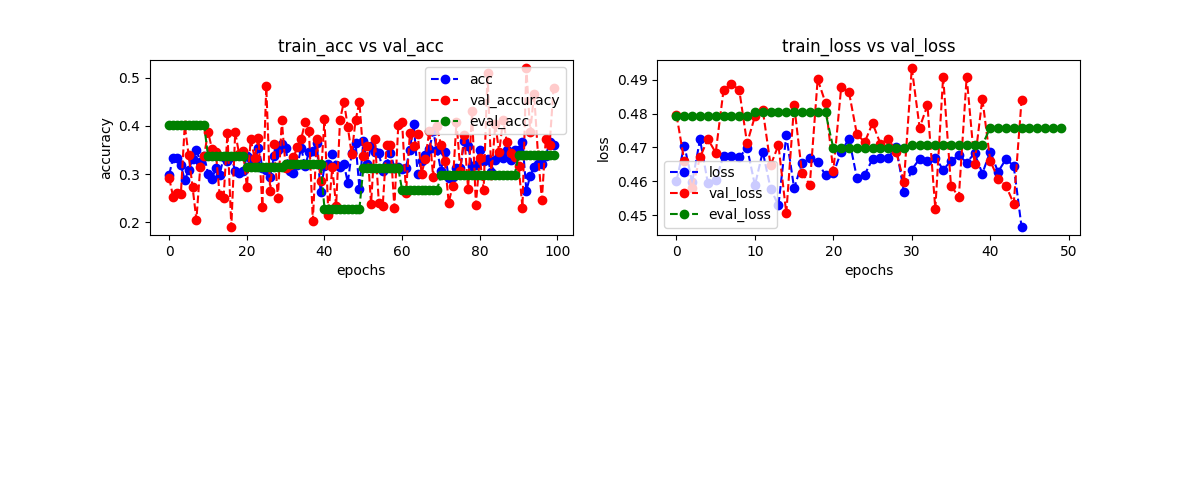 train_acc vs val_acc
accuracy
0.5
0.4
0.3
0.2
acc
val_accuracy
eval_acc
0 20 40 60 80 100
epochs
train_loss vs val_loss
loss
0.49
0.48
0.47
0.46
0.45
loss
val_loss
eval_loss
0 10 20 30 40 50
epochs